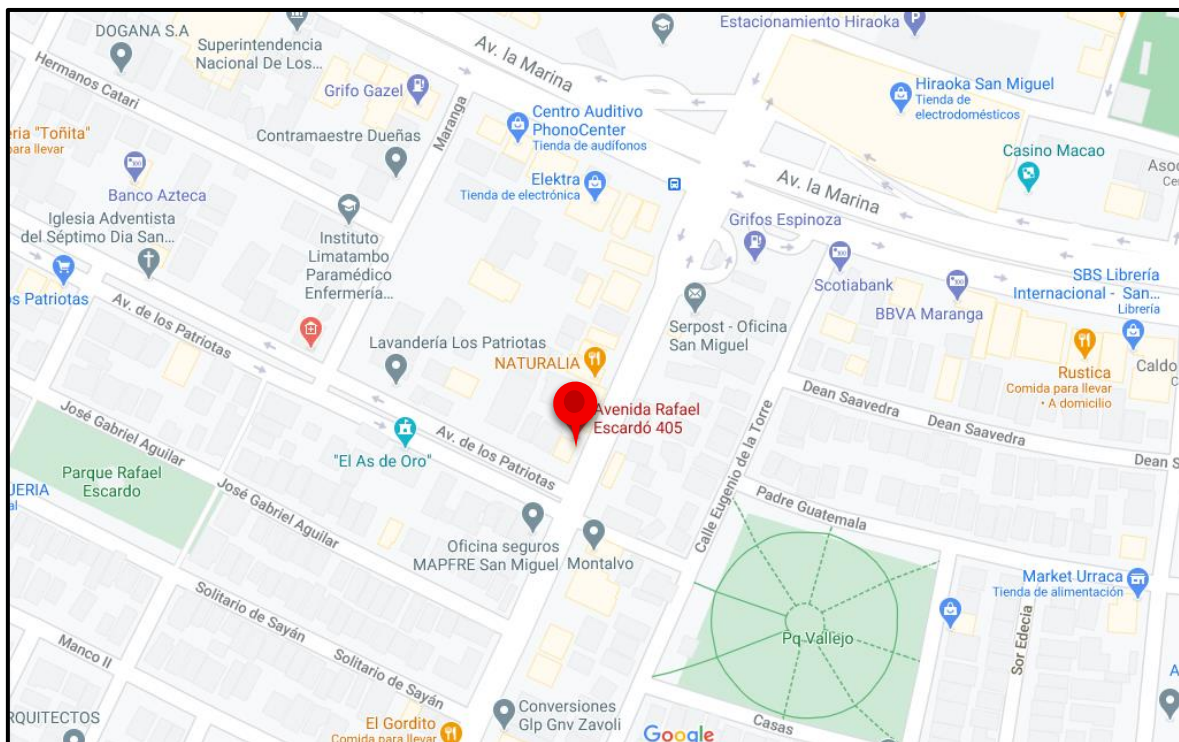 DOGANA S.A
Superintendencia
Nacional De Los...
Hermanos Catari
Grifo Gazel
Av. la Marina
Estacionamiento Hiraoka
Hiraoka San Miguel
Tienda de
electrodomésticos
ria "Toñita"
para llevar
Contramaestre Dueñas
Maranga
Centro Auditivo
PhonoCenter
Tienda de audífonos
Casino Macao
Asoc
Cen
Banco Azteca
Elektra
Tienda de electrónica
Av. la Marina
Iglesia Adventista
del Séptimo Dia San...
Instituto
Limatambo
Paramédico
Enfermería...
Grifos Espinoza
Scotiabank
SBS Librería
Internacional - San...
Librería
os Patriotas
Av. de los Patriotas
BBVA Maranga
Serpost - Oficina
San Miguel
Lavandería Los Patriotas
NATURALIA
Rustica
Comida para llevar
• A domicilio
Caldo
Avenida Rafael
Escardó 405
Dean Saavedra
Dean Saavedra
Dean S
José Gabriel Aguilar
Av. de los Patriotas
"El As de Oro"
Calle Eugenio de la Torre
Parque Rafael
Escardo
UERIA
al
José Gabriel Aguilar
Padre Guatemala
Oficina seguros
MAPFRE San Miguel
Montalvo
Market Urraca
Tienda de alimentación
Solitario de Sayán
Pq Vallejo
Sor Edecia
Manco II
Solitario de Sayán
RQUITECTOS
El Gordito
Comida para llevar
Conversiones
Glp Gnv Zavoli
Google
Casas
A